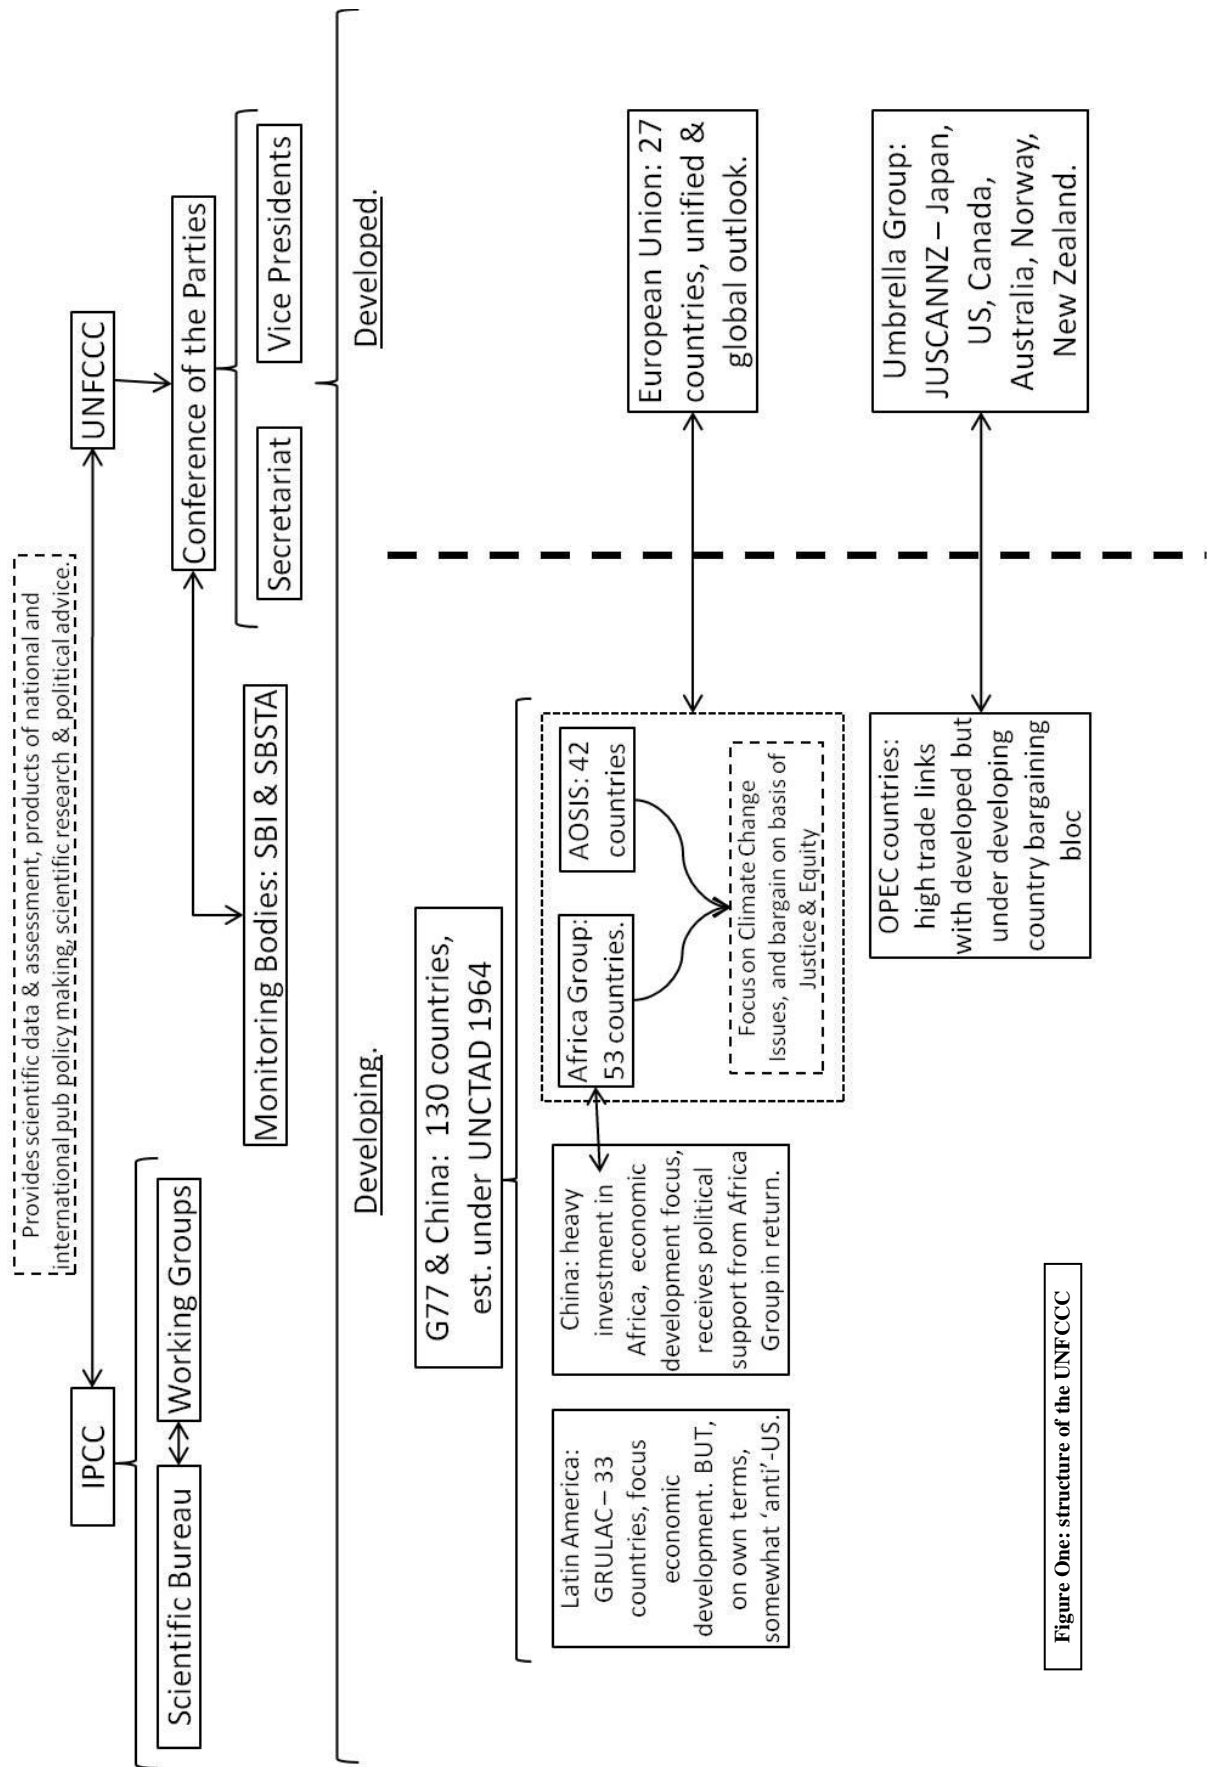 Provides scientific data & assessment, products of national and
international pub policy making, scientific research & political advice.
IPCC
UNFCCC
Scientific Bureau
Working Groups
Conference of the Parties
Monitoring Bodies: SBI & SBSTA
Secretariat
Vice Presidents
Developing.
Developed.
G77 & China: 130 countries,
est. under UNCTAD 1964
Latin America:
GRULAC – 33
countries, focus
economic
development. BUT,
on own terms,
somewhat ‘anti’-US.
China: heavy
investment in
Africa, economic
development focus,
receives political
support from Africa
Group in return.
Africa Group:
53 countries.
AOSIS: 42
countries
Focus on Climate Change
Issues, and bargain on basis of
Justice & Equity
European Union: 27
countries, unified &
global outlook.
OPEC countries:
high trade links
with developed but
under developing
country bargaining
bloc
Umbrella Group:
JUSCANNZ – Japan,
US, Canada,
Australia, Norway,
New Zealand.
Figure One: structure of the UNFCCC